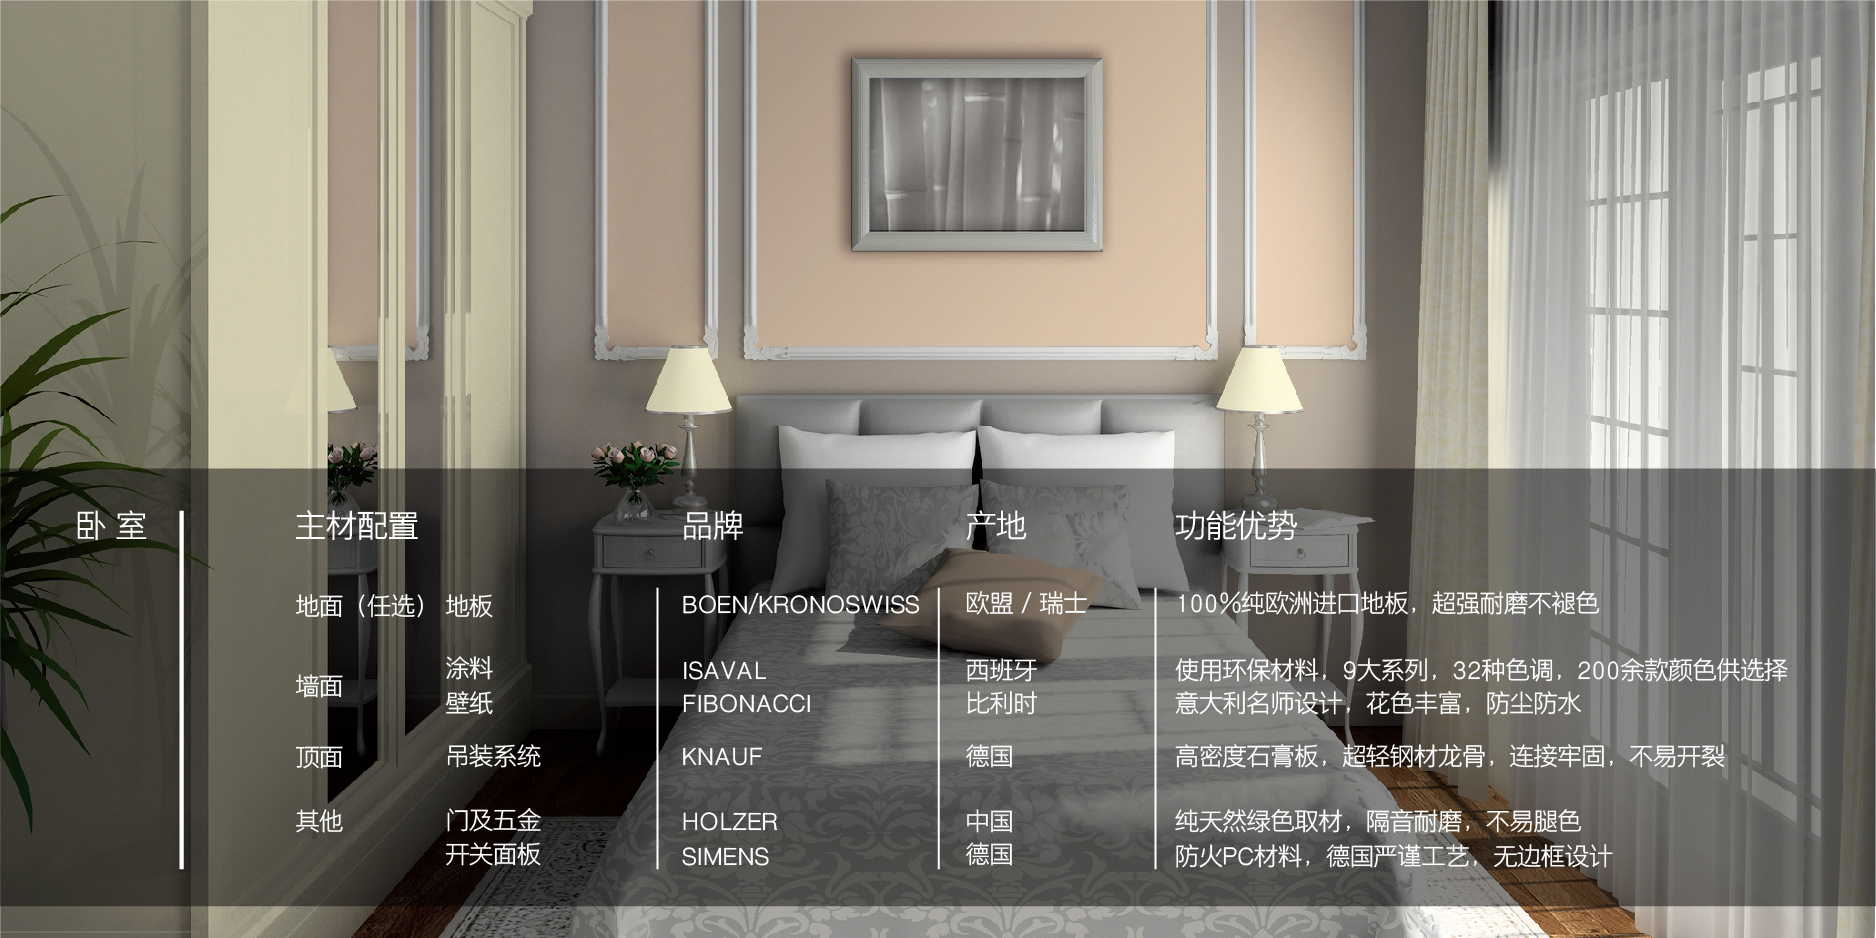 卧 室
主材配置 品牌 产地 功能优势
地面（任选） 地板 BOEN/KRONOSWISS 欧盟 / 瑞士 100%纯欧洲进口地板，超强耐磨不褪色
墙面 涂料 ISAVAL 西班牙 使用环保材料，9大系列，32种色调，200余款颜色供选择
壁纸 FIBONACCI 比利时 意大利名师设计，花色丰富，防尘防水
顶面 吊装系统 KNAUF 德国 高密度石膏板，超轻钢材龙骨，连接牢固，不易开裂
其他 门及五金 HOLZER 中国 纯天然绿色取材，隔音耐磨，不易腿色
开关面板 SIMENS 德国 防火PC材料，德国严谨工艺，无边框设计